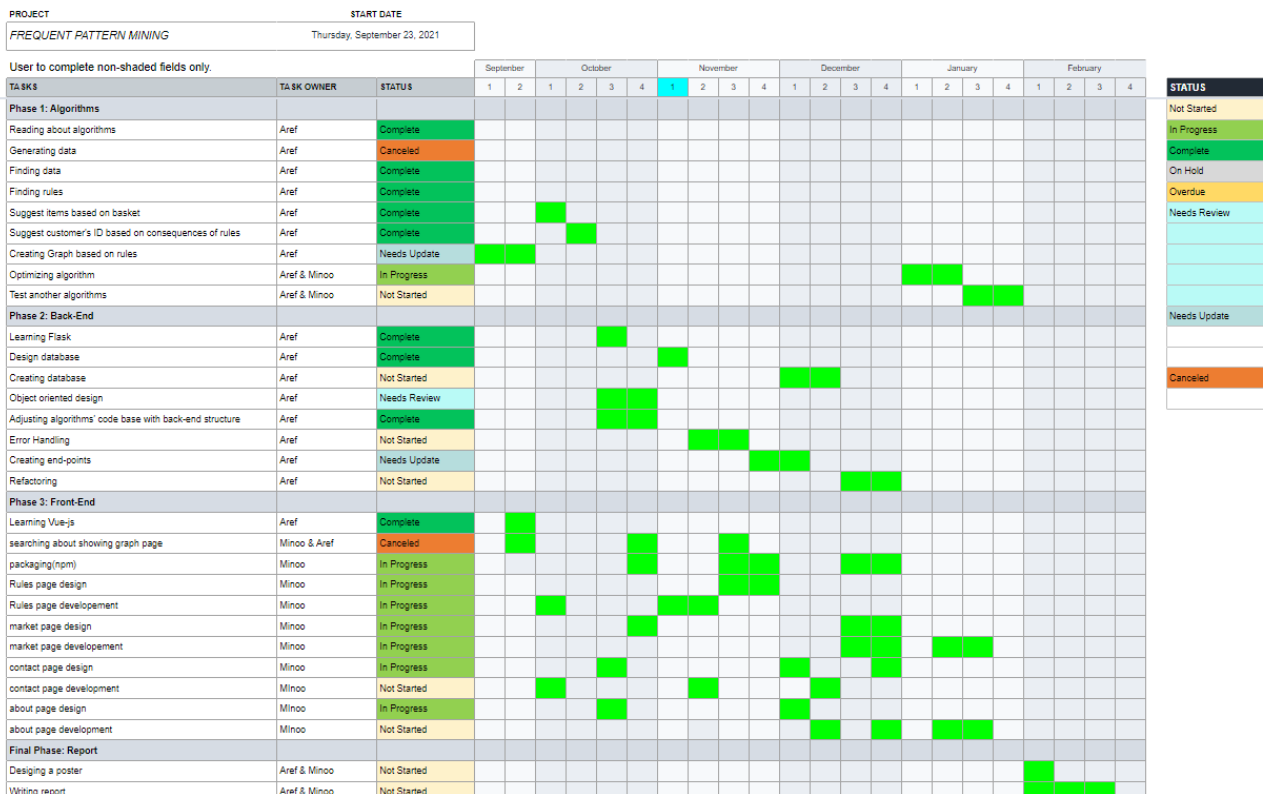 PROJECT START DATE
FREQUENT PATTERN MINING Thursday, September 23, 2021
User to complete non-shaded fields only. September October November December January February
TASKS TASK OWNER STATUS 1 2 1 2 3 4 1 2 3 4 1 2 3 4 1 2 3 4 1 2 3 4 STATUS
Phase 1: Algorithms Not Started
Reading about algorithms Aref Complete In Progress
Generating data Aref Canceled Complete
Finding data Aref Complete On Hold
Finding rules Aref Complete Overdue
Suggest items based on basket Aref Complete Needs Review
Suggest customer's ID based on consequences of rules Aref Complete
Creating Graph based on rules Aref Needs Update
Optimizing algorithm Aref & Minoo In Progress
Test another algorithms Aref & Minoo Not Started
Phase 2: Back-End Needs Update
Learning Flask Aref Complete
Design database Aref Complete
Creating database Aref Not Started Canceled
Object oriented design Aref Needs Review
Adjusting algorithms' code base with back-end structure Aref Complete
Error Handling Aref Not Started
Creating end-points Aref Needs Update
Refactoring Aref Not Started
Phase 3: Front-End
Learning Vue-js Aref Complete
searching about showing graph page Minoo & Aref Canceled
packaging(npm) Minoo In Progress
Rules page design Minoo In Progress
Rules page developement Minoo In Progress
market page design Minoo In Progress
market page developement Minoo In Progress
contact page design Minoo In Progress
contact page development MInoo Not Started
about page design MInoo In Progress
about page development MInoo Not Started
Final Phase: Report
Desiging a poster Aref & Minoo Not Started
Writing report Aref & Minoo Not Started